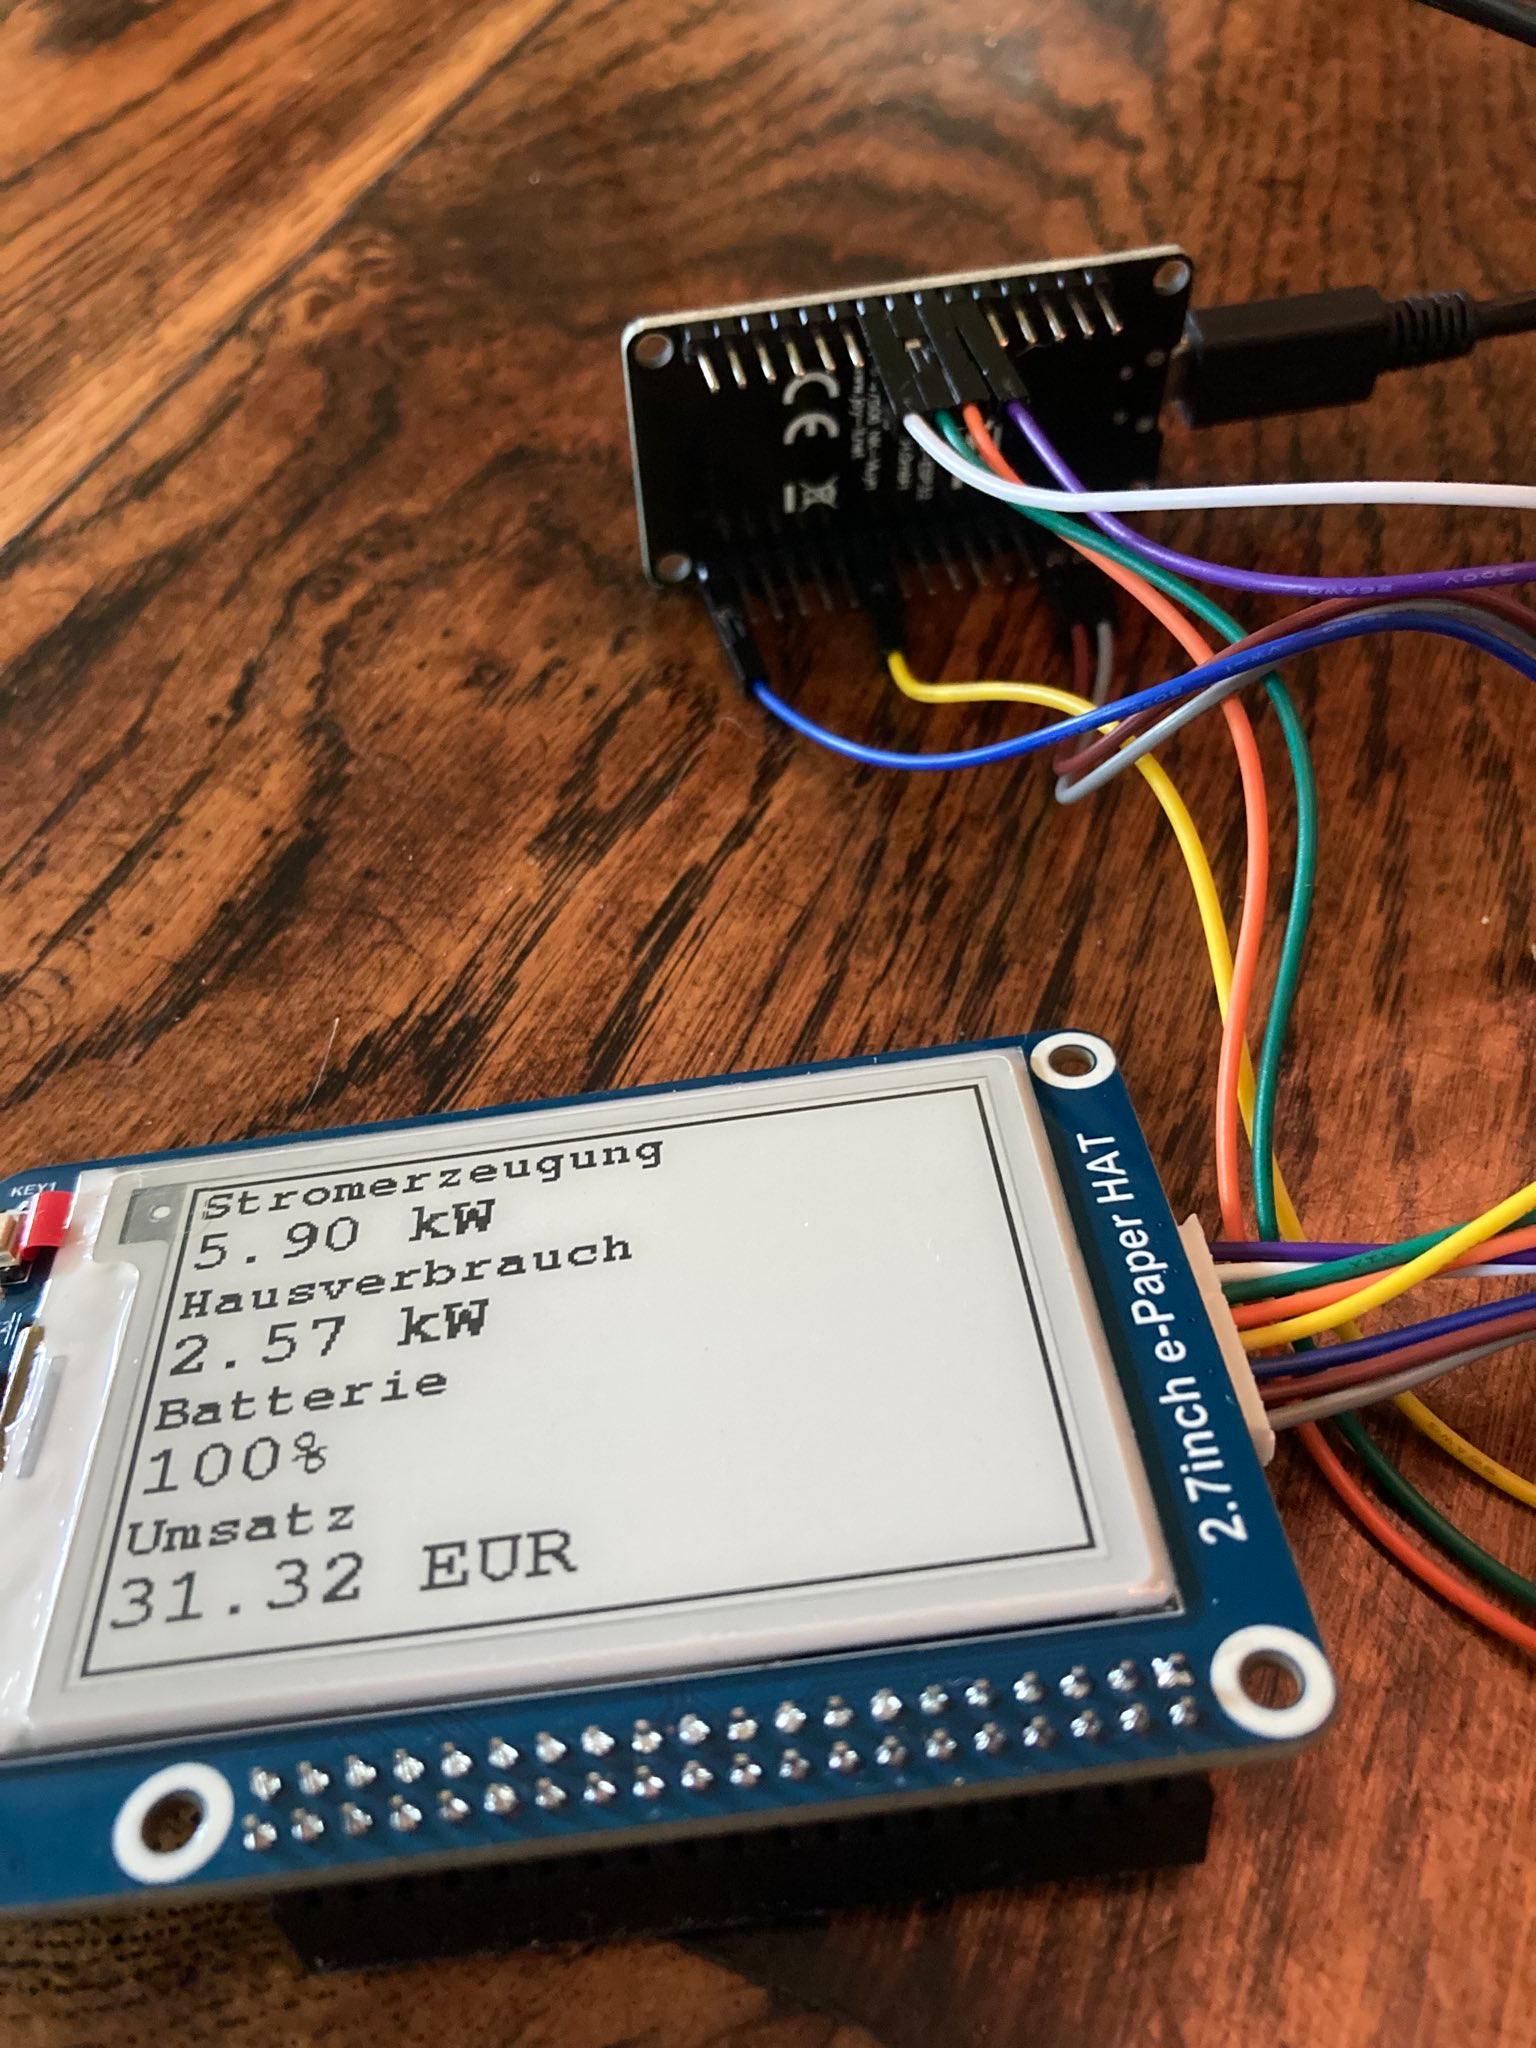 CE
KEY1
Stromerzeugung
5.90 kW
Hausverbrauch
2.57 kW
Batterie
100%
Umsatz
31.32 EUR
2.7inch e-Paper HAT